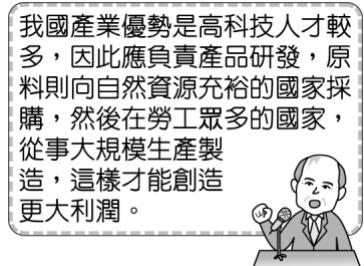 我國產業優勢是高科技人才較
多，因此應負責產品研發，原
料則向自然資源充裕的國家採
購，然後在勞工眾多的國家，
從事大規模生產製
造，這樣才能創造
更大利潤。